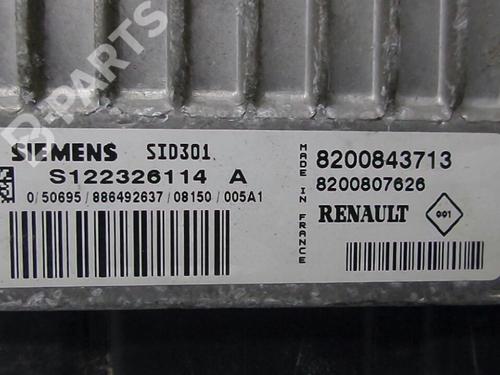 B-PARTS
SIEMENS SID301
S122326114 A
0/50695/886492637/08150/005A1
MADE IN FRANCE
8200843713
8200807626
RENAULT 001